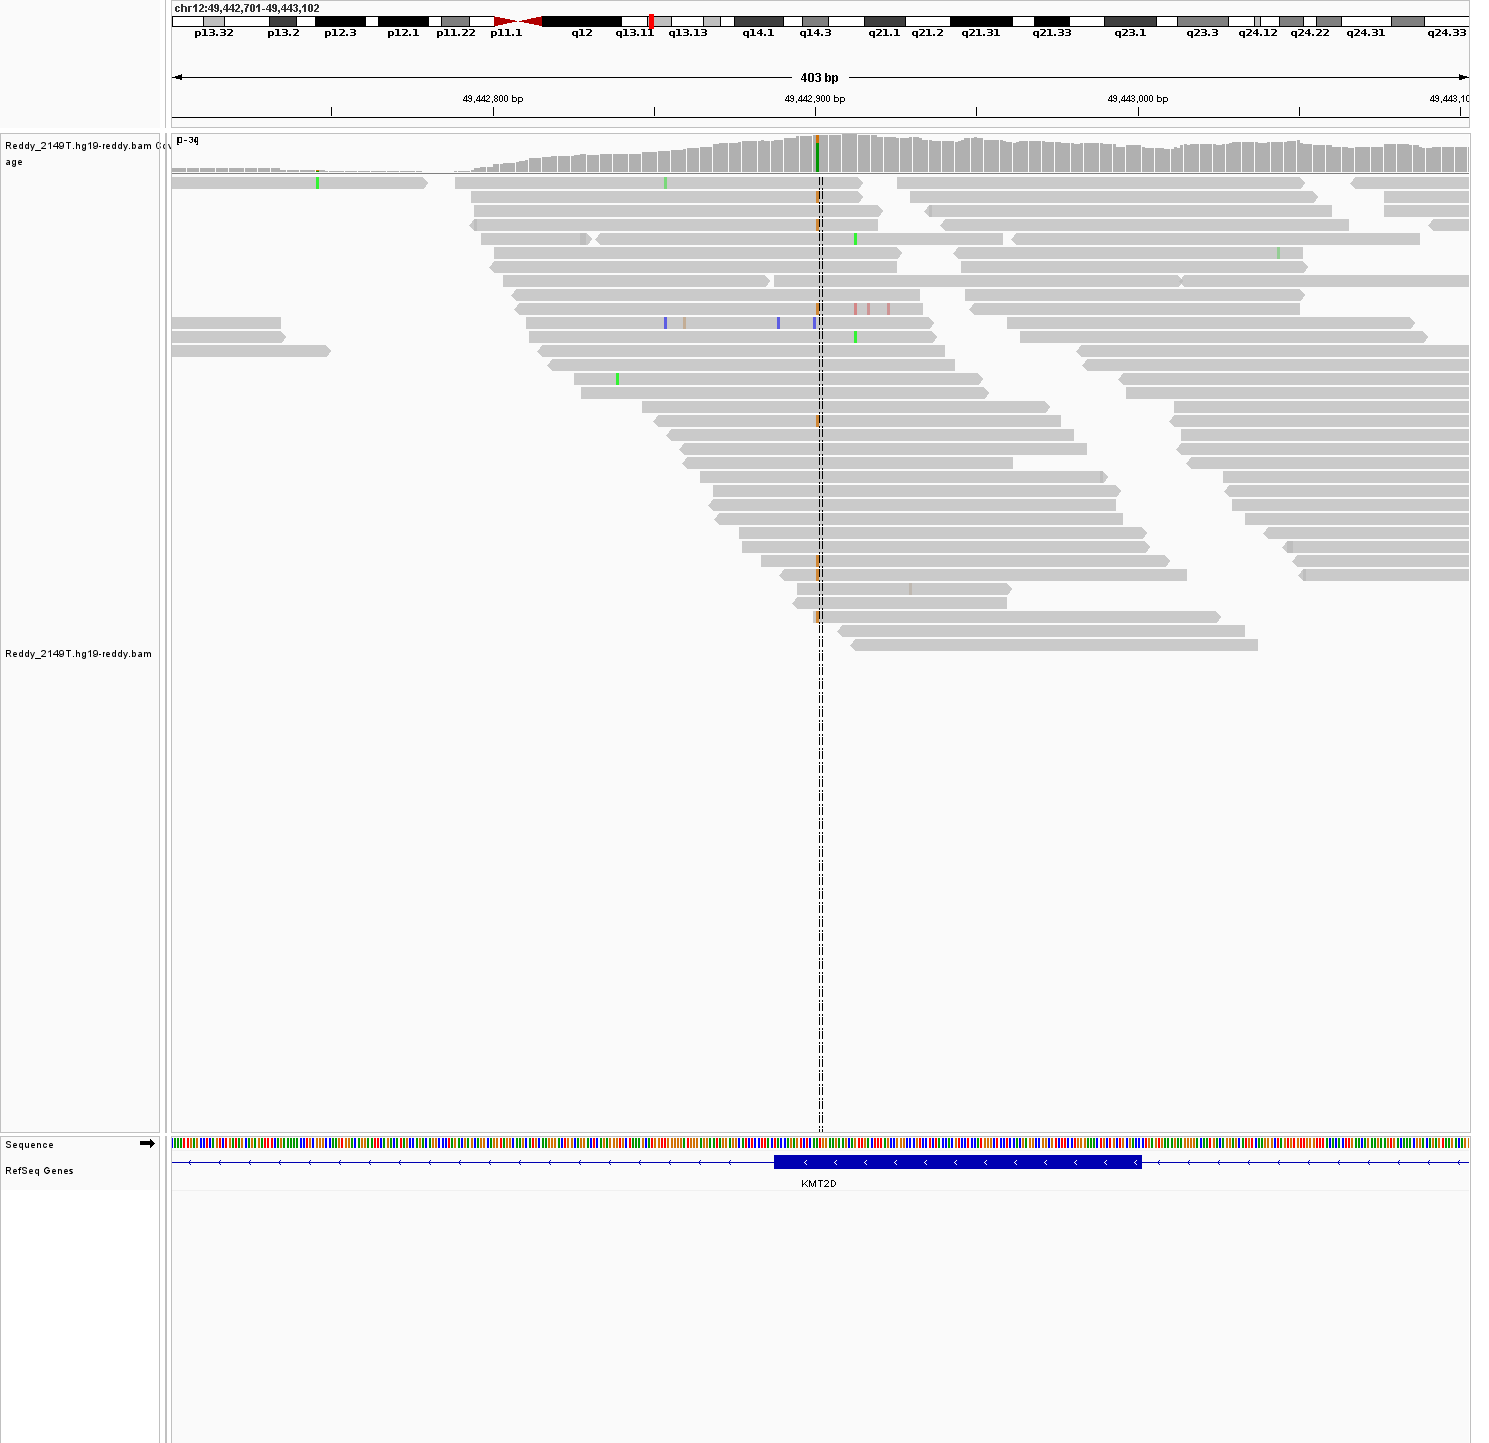 chr12:49,442,701-49,443,102
p13.32 p13.2 p12.3 p12.1 p11.22 p11.1 q12 q13.11 q13.13 q14.1 q14.3 q21.1 q21.2 q21.31 q21.33 q23.1 q23.3 q24.12 q24.22 q24.31 q24.33
403 bp
49,442,800 bp 49,442,900 bp 49,443,000 bp 49,443,10
Reddy_2149T.hg19-reddy.bam Cov
age
Reddy_2149T.hg19-reddy.bam
Sequence
RefSeq Genes
KMT2D